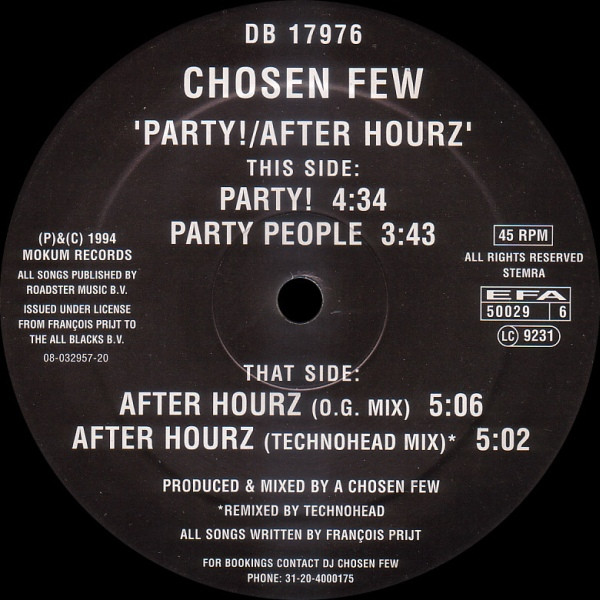 DB 17976
CHOSEN FEW
'PARTY!/AFTER HOURZ'
THIS SIDE:
PARTY! 4:34
PARTY PEOPLE 3:43
(P)&(C) 1994
MOKUM RECORDS
ALL SONGS PUBLISHED BY
ROADSTER MUSIC B.V.
ISSUED UNDER LICENSE
FROM FRANÇOIS PRIJT TO
THE ALL BLACKS B.V.
08-032957-20
45 RPM
ALL RIGHTS RESERVED
STEMRA
EFA
50029 6
LC 9231
THAT SIDE:
AFTER HOURZ (O.G. MIX) 5:06
AFTER HOURZ (TECHNOHEAD MIX)* 5:02
PRODUCED & MIXED BY A CHOSEN FEW
*REMIXED BY TECHNOHEAD
ALL SONGS WRITTEN BY FRANÇOIS PRIJT
FOR BOOKINGS CONTACT DJ CHOSEN FEW
PHONE: 31-20-4000175